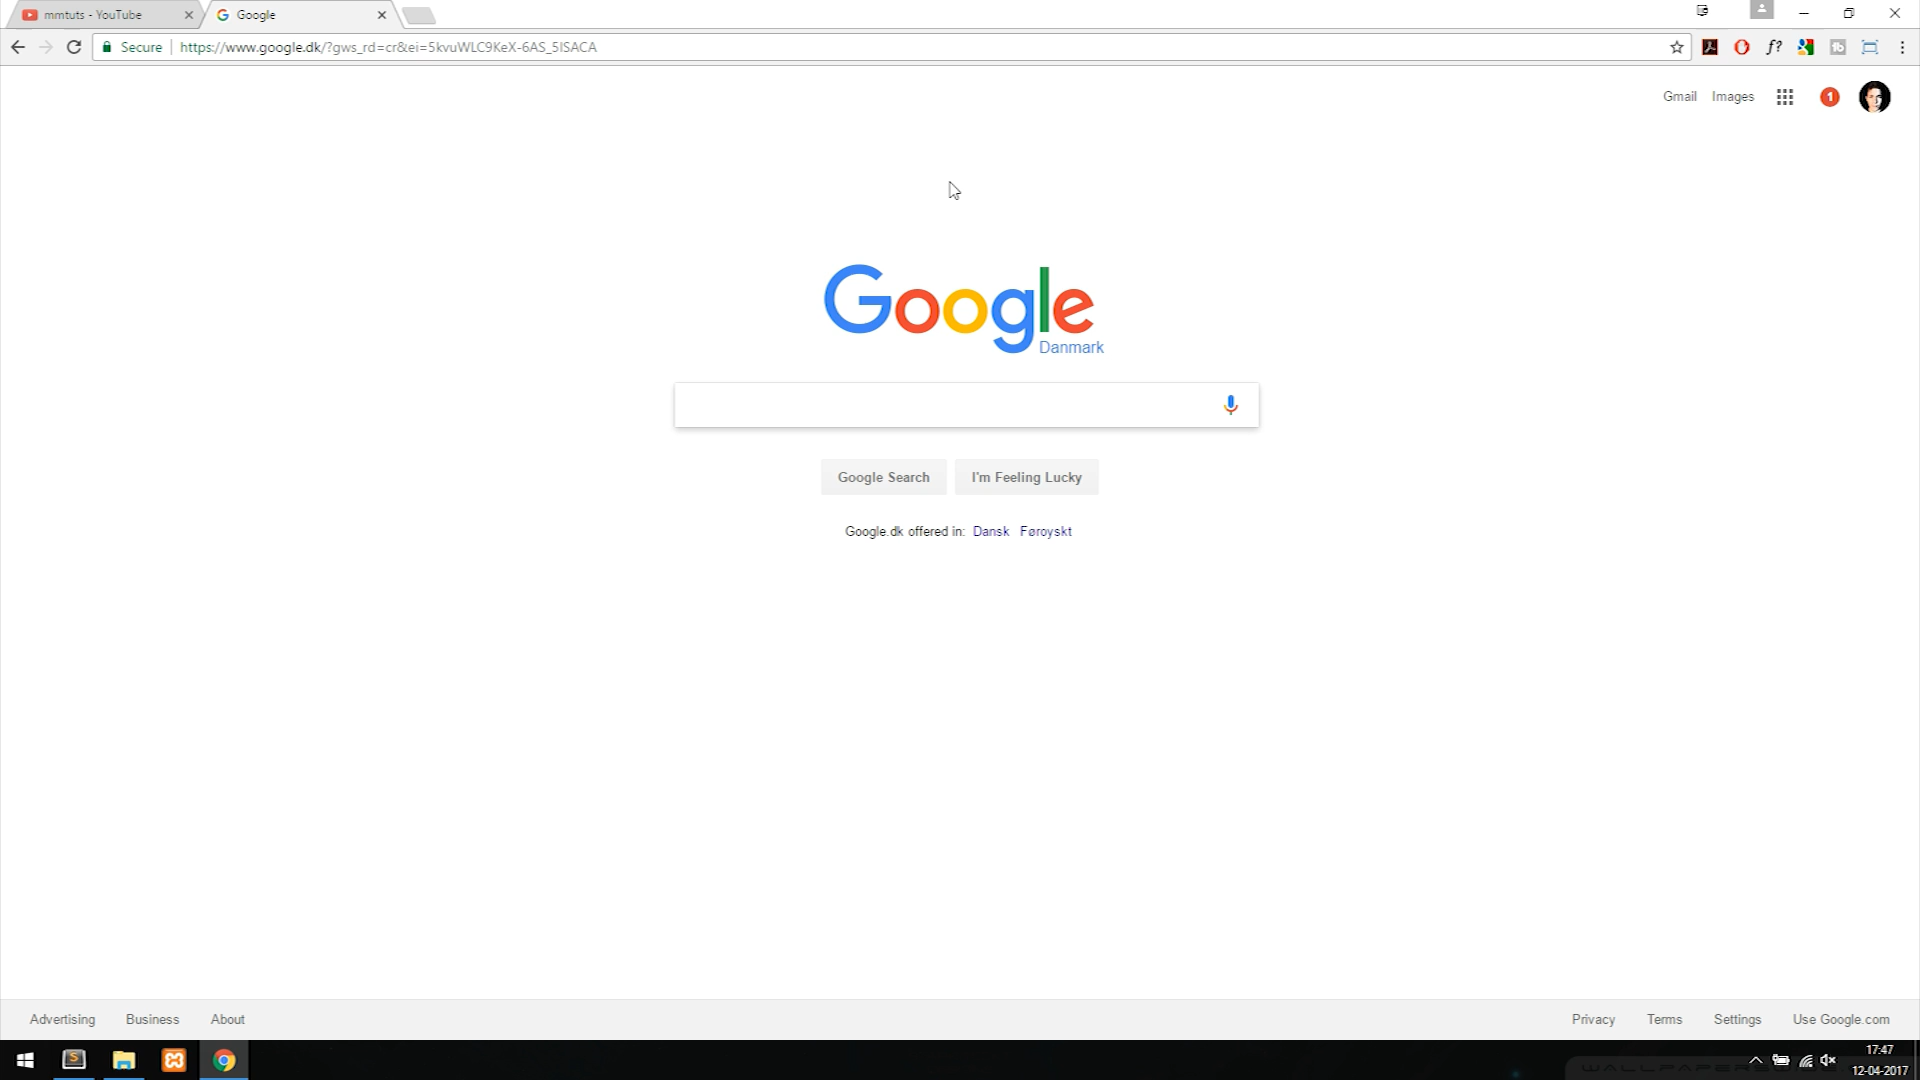 mmtuts - YouTube
Google
Secure
https://www.google.dk/?gws_rd=cr&ei=5kvuWLC9KeX-6AS_5ISACA
f?
Gmail Images
1
Google
Danmark
Google Search I'm Feeling Lucky
Google.dk offered in: Dansk Føroyskt
Advertising Business About
Privacy Terms Settings Use Google.com
17:47
12-04-2017